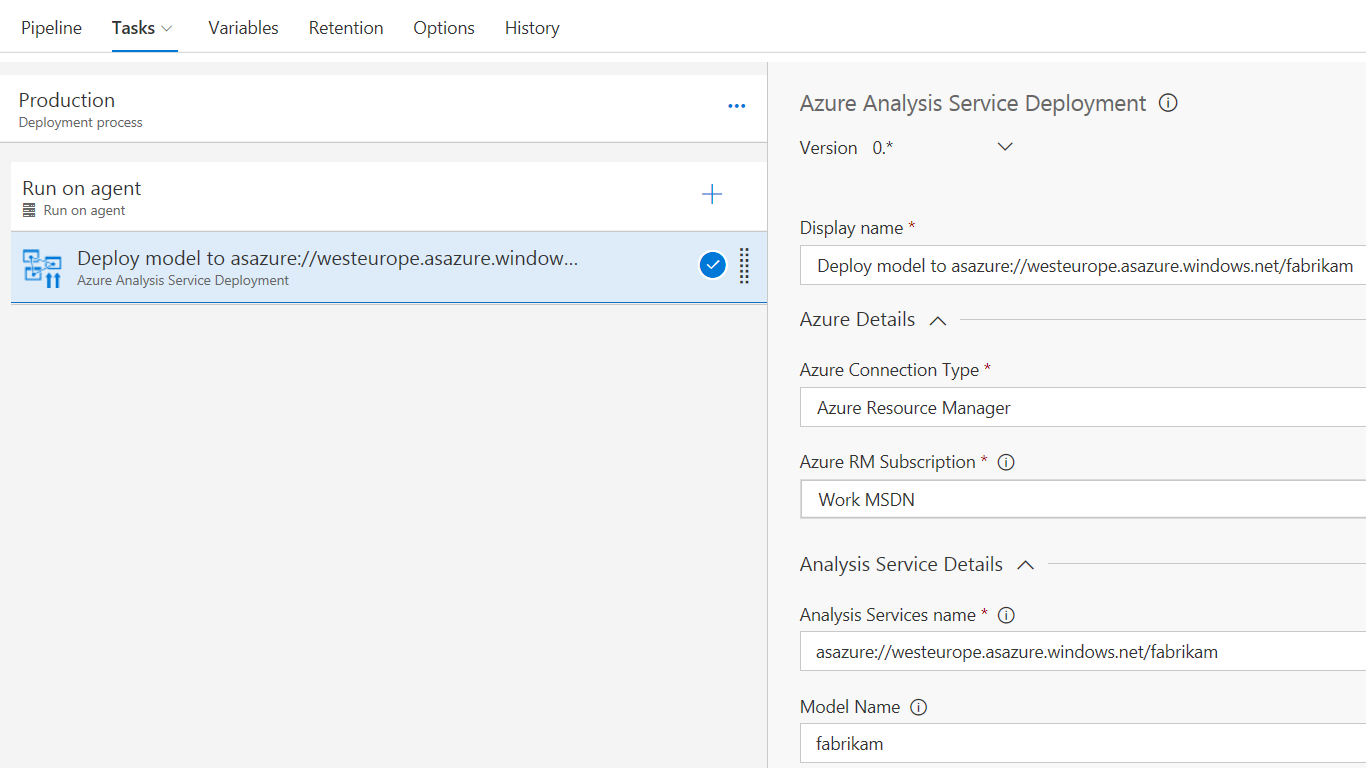 Pipeline Tasks Variables Retention Options History
Production
Deployment process
Run on agent
Run on agent
Deploy model to asazure://westeurope.asazure.window...
Azure Analysis Service Deployment
Azure Analysis Service Deployment
Version 0.*
Display name *
Deploy model to asazure://westeurope.asazure.windows.net/fabrikam
Azure Details
Azure Connection Type *
Azure Resource Manager
Azure RM Subscription *
Work MSDN
Analysis Service Details
Analysis Services name *
asazure://westeurope.asazure.windows.net/fabrikam
Model Name
fabrikam